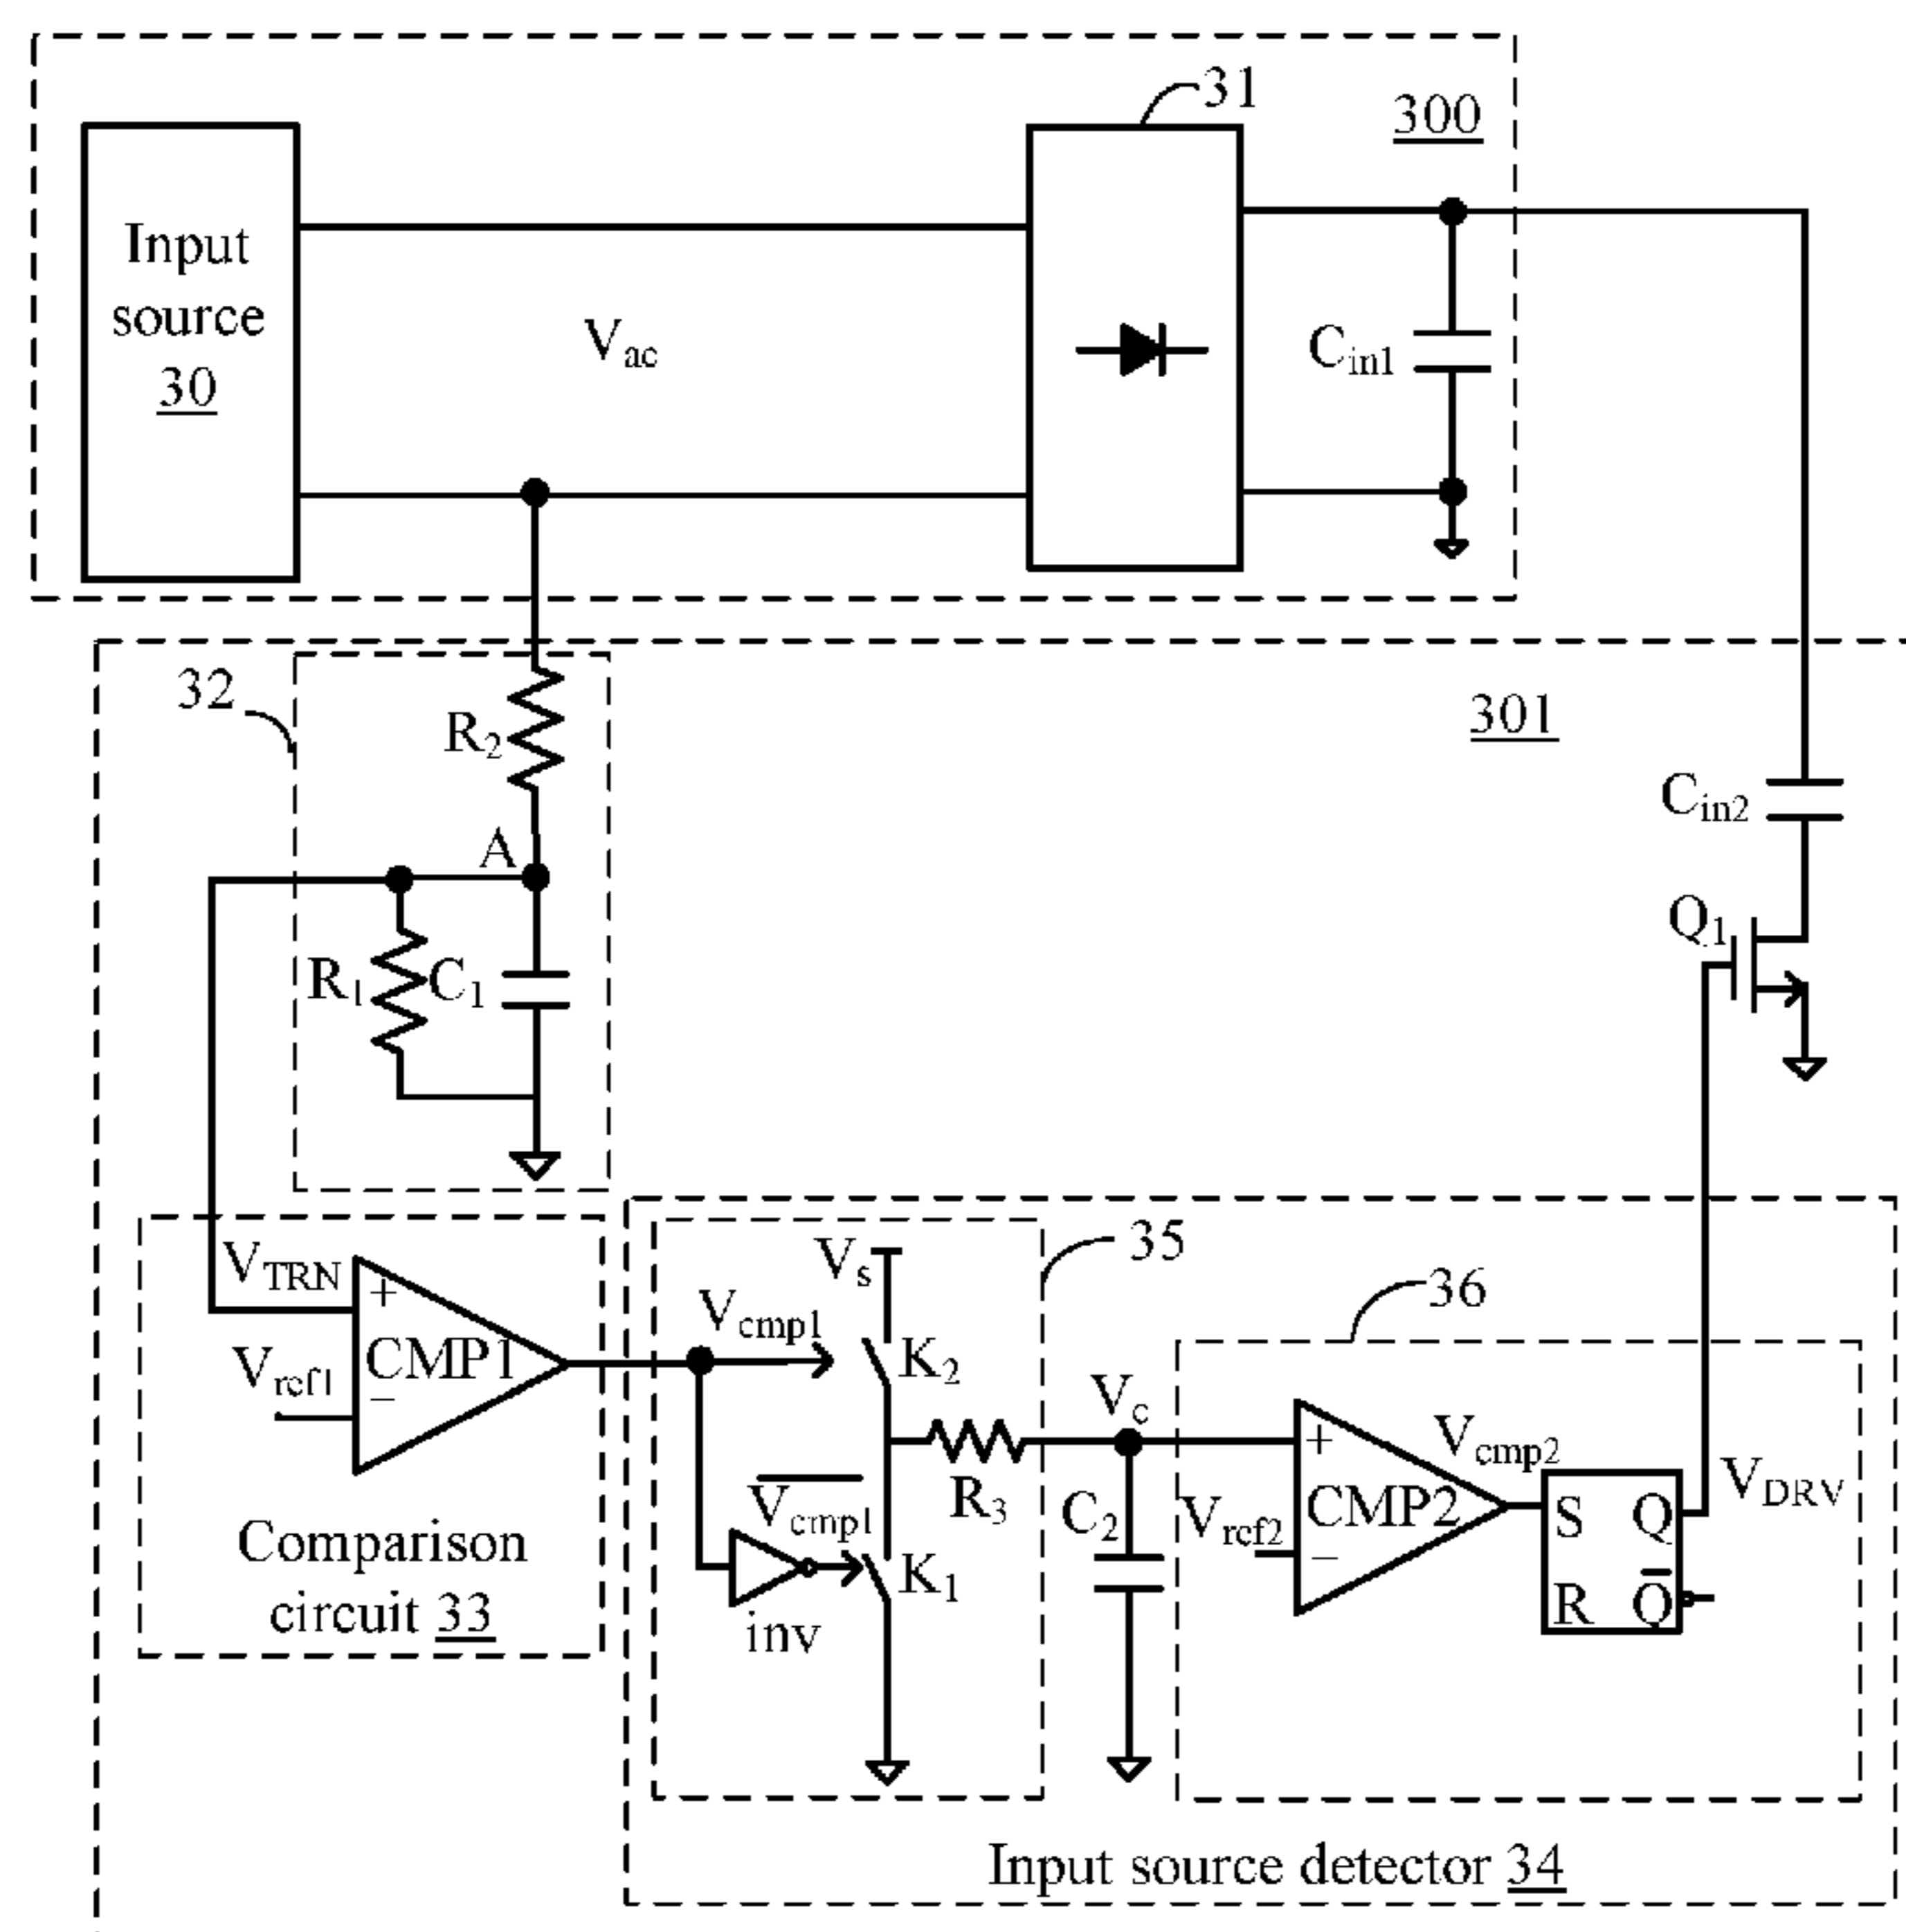 31
300
Input
source
30
Vac
Cin1
32
R2
301
Cin2
A
Q1
R1
C1
VTRN
+
CMP1
Vref1
−
Comparison
circuit 33
Vs
35
36
Vcmp1
K2
Vc
R3
Vcmp1
K1
inv
C2
+
Vcmp2
CMP2
Vref2
−
S Q
VDRV
R Q
Input source detector 34